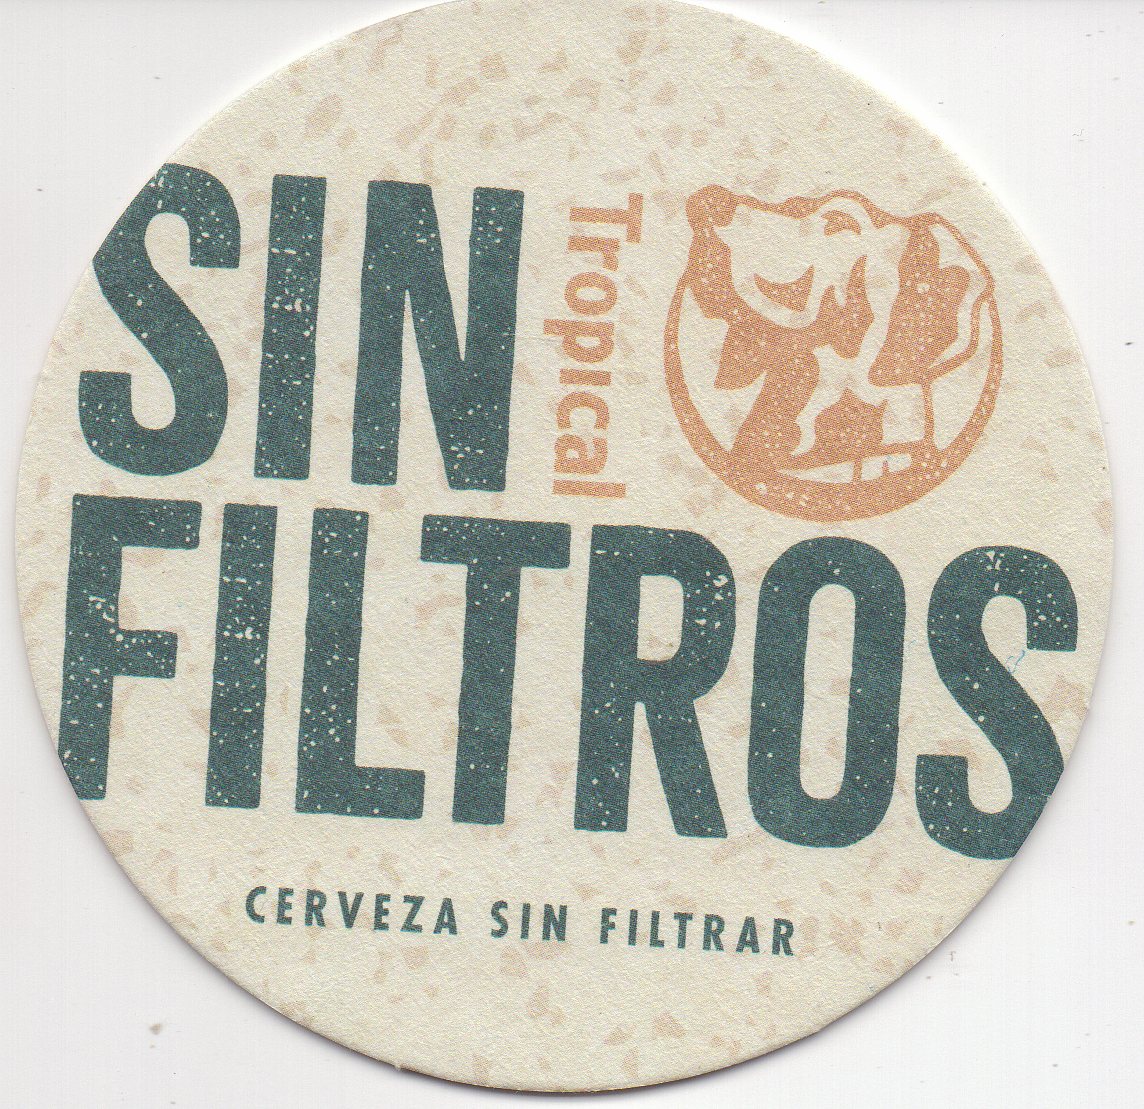 SIN
Tropical
FILTROS
CERVEZA SIN FILTRAR